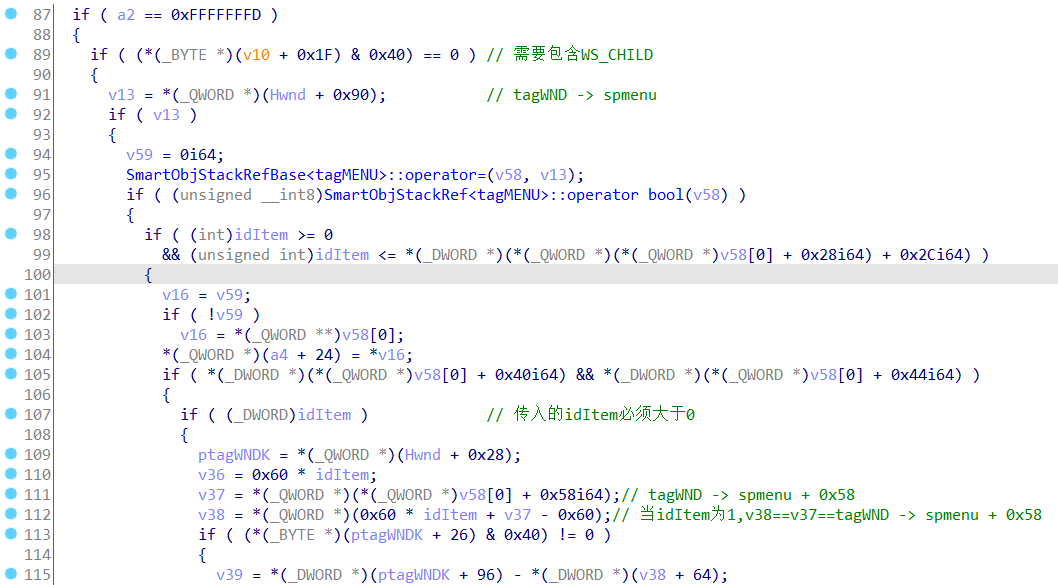 87 if ( a2 == 0xFFFFFFFD )
88 {
89 if ( (*(_BYTE *)(v10 + 0x1F) & 0x40) == 0 ) // 需要包含WS_CHILD
90 {
91 v13 = *(_QWORD *)(Hwnd + 0x90); // tagWND -> spmenu
92 if ( v13 )
93 {
94 v59 = 0i64;
95 SmartObjStackRefBase<tagMENU>::operator=(v58, v13);
96 if ( (unsigned __int8)SmartObjStackRef<tagMENU>::operator bool(v58) )
97 {
98 if ( (int)idItem >= 0
99 && (unsigned int)idItem <= *(_DWORD *)(*(_QWORD *)(*(_QWORD *)v58[0] + 0x28i64) + 0x2Ci64) )
100 {
101 v16 = v59;
102 if ( !v59 )
103 v16 = *(_QWORD **)v58[0];
104 *(_QWORD *)(a4 + 24) = *v16;
105 if ( *(_DWORD *)(*(_QWORD *)v58[0] + 0x40i64) && *(_DWORD *)(*(_QWORD *)v58[0] + 0x44i64) )
106 {
107 if ( (_DWORD)idItem ) // 传入的idItem必须大于0
108 {
109 ptagWNDK = *(_QWORD *)(Hwnd + 0x28);
110 v36 = 0x60 * idItem;
111 v37 = *(_QWORD *)(*(_QWORD *)v58[0] + 0x58i64);// tagWND -> spmenu + 0x58
112 v38 = *(_QWORD *)(0x60 * idItem + v37 - 0x60);// 当idItem为1,v38==v37==tagWND -> spmenu + 0x58
113 if ( (*(_BYTE *)(ptagWNDK + 26) & 0x40) != 0 )
114 {
115 v39 = *(_DWORD *)(ptagWNDK + 96) - *(_DWORD *)(v38 + 64);